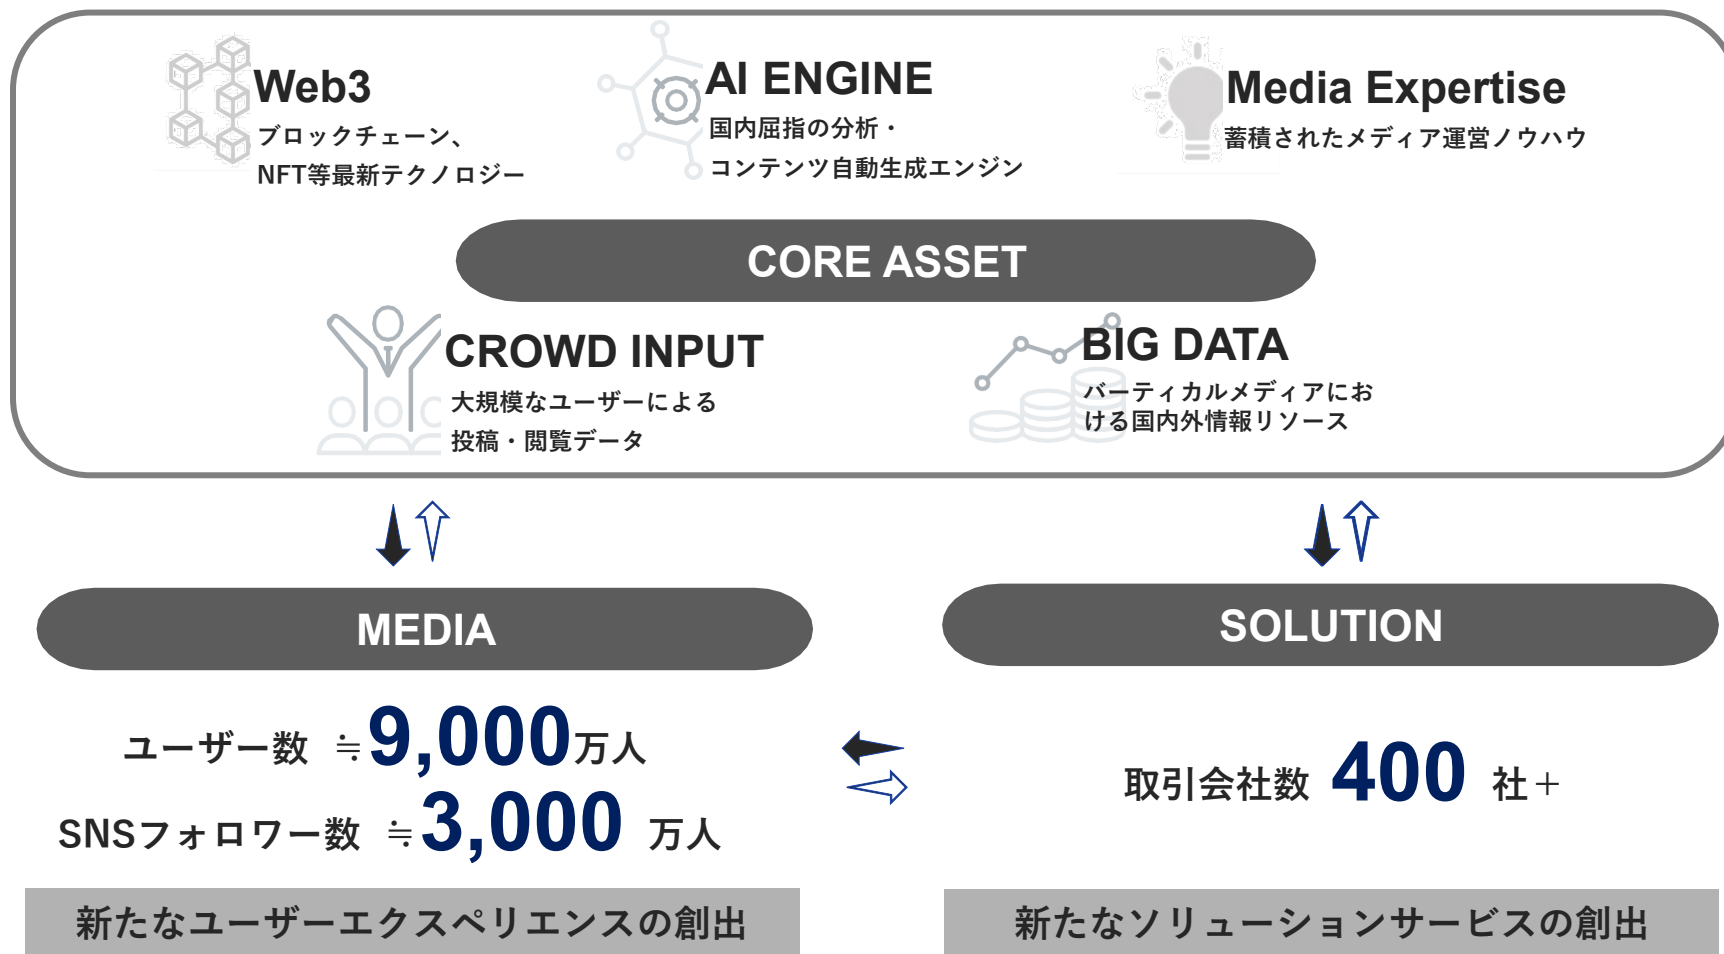 Web3
ブロックチェーン、
NFT等最新テクノロジー
AI ENGINE
国内屈指の分析・
コンテンツ自動生成エンジン
Media Expertise
蓄積されたメディア運営ノウハウ
CORE ASSET
CROWD INPUT
大規模なユーザーによる
投稿・閲覧データ
BIG DATA
バーティカルメディアにお
ける国内外情報リソース
MEDIA
ユーザー数 ≒9,000万人
SNSフォロワー数 ≒3,000 万人
新たなユーザーエクスペリエンスの創出
SOLUTION
取引会社数 400 社＋
新たなソリューションサービスの創出